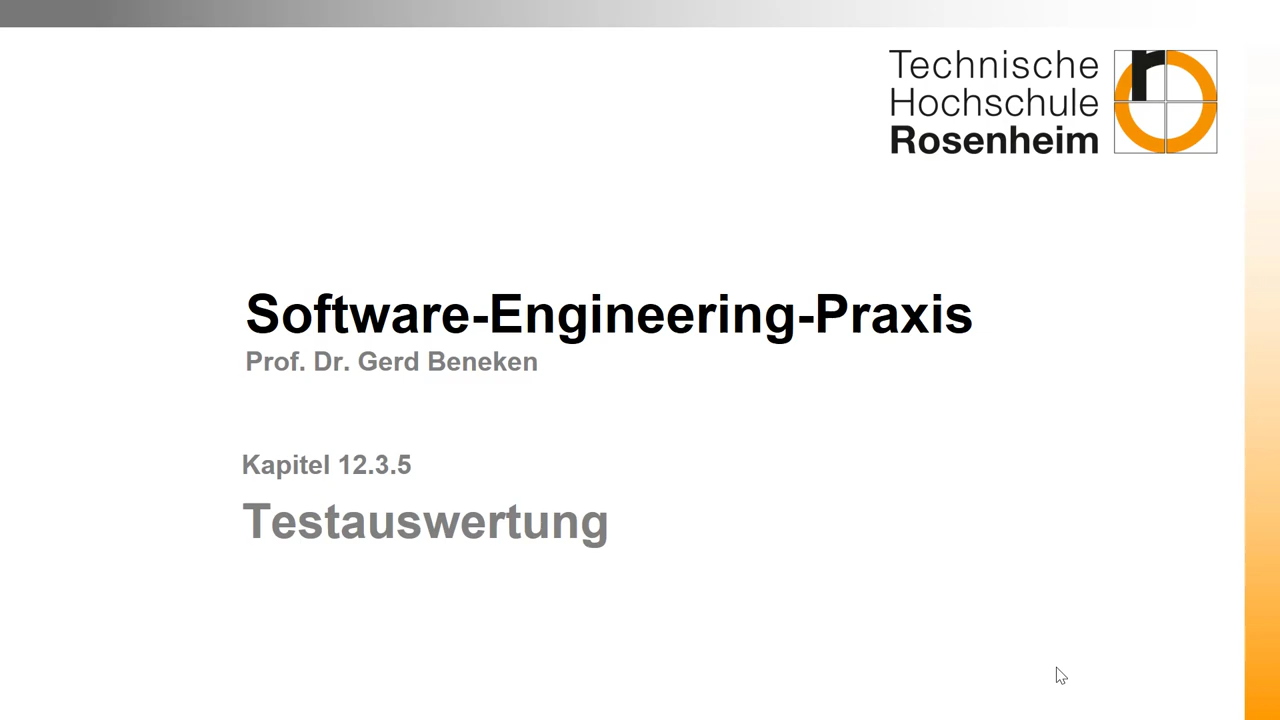 Technische
Hochschule
Rosenheim
Software-Engineering-Praxis
Prof. Dr. Gerd Beneken
Kapitel 12.3.5
Testauswertung